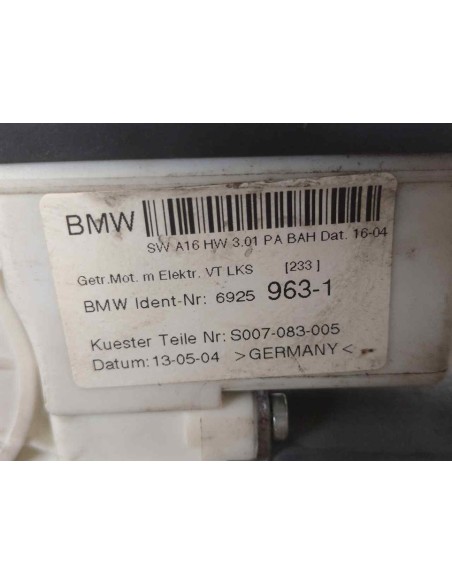 BMW
SW A16 HW 3.01 PA BAH Dat. 16-04
Getr.Mot. m Elektr. VT LKS [233 ]
BMW Ident-Nr: 6925 963-1
Kuester Teile Nr: S007-083-005
Datum: 13-05-04 >GERMANY<